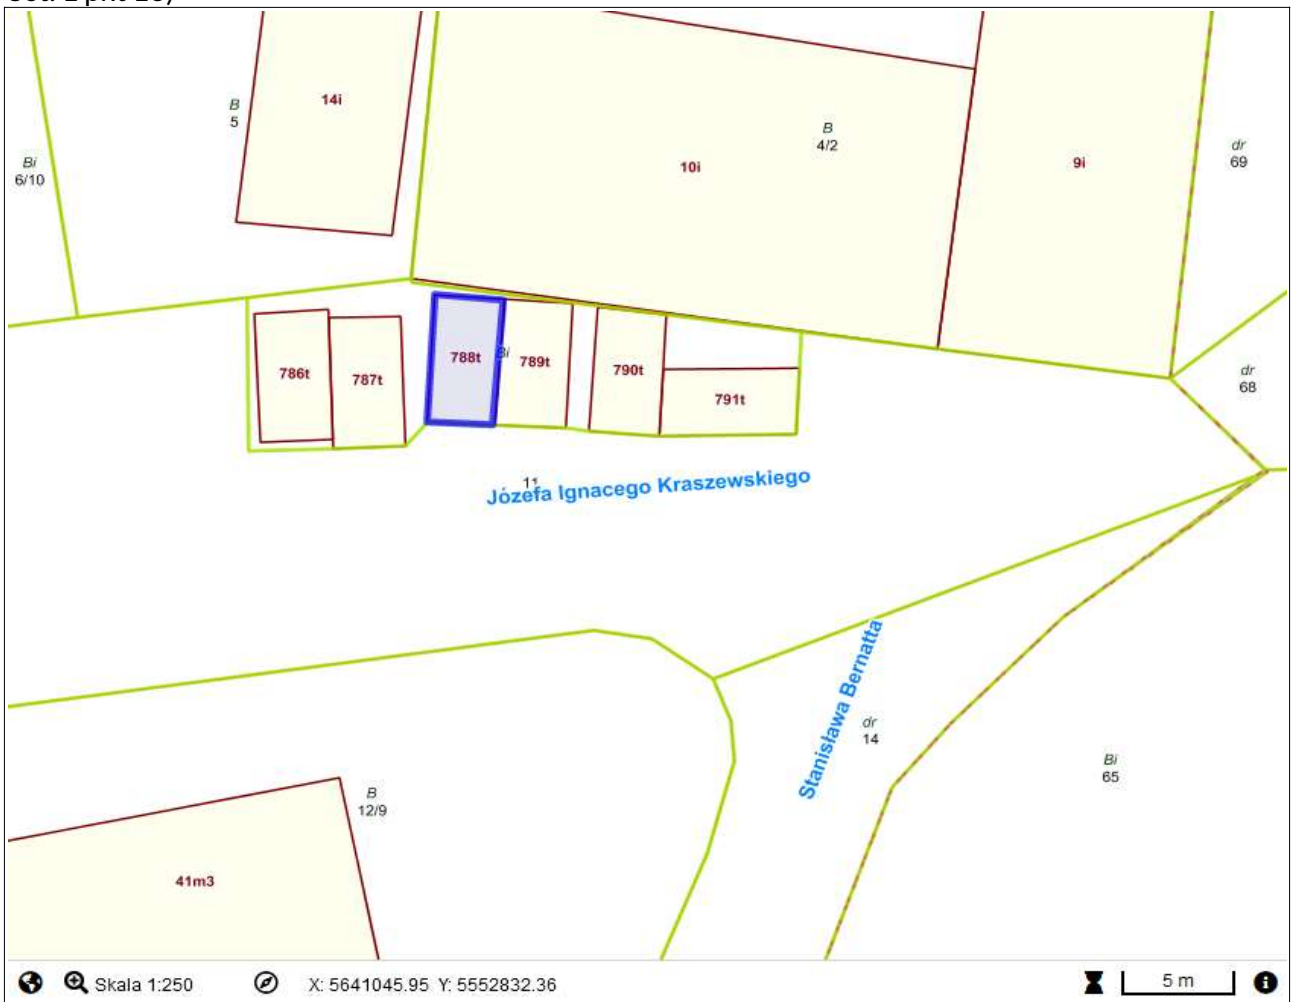 14i
B
5
B
4/2
dr
69
Bi
6/10
10i
9i
788t
Bi
789t
786t
787t
790t
791t
dr
68
11
Józefa Ignacego Kraszewskiego
Stanisława Bernatta
dr
14
Bi
65
B
12/9
41m3
Skala 1:250
X: 5641045.95 Y: 5552832.36
5 m